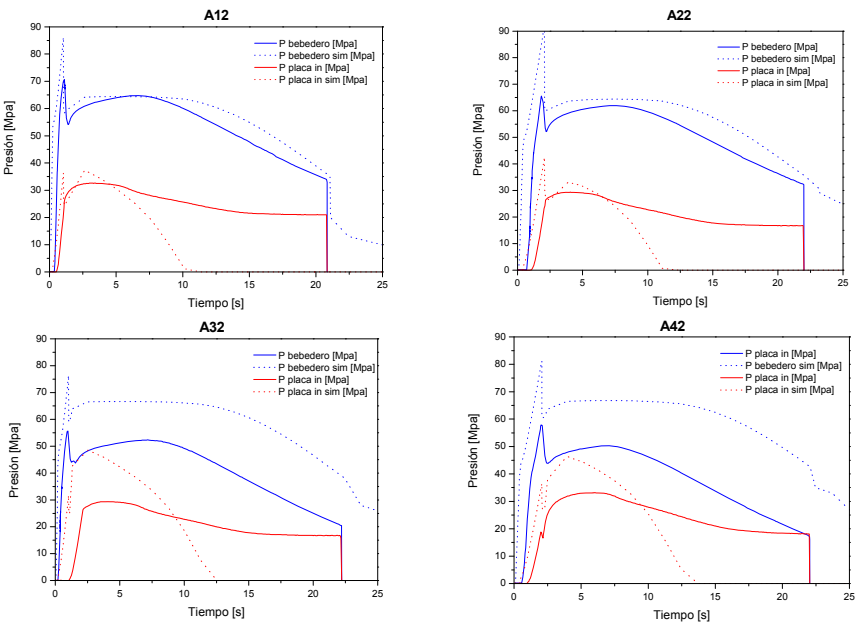 A12
P bebedero [Mpa]
P bebedero sim [Mpa]
P placa in [Mpa]
P placa in sim [Mpa]
Presión [Mpa]
90
80
70
60
50
40
30
20
10
0
0 5 10 15 20 25
Tiempo [s]
A22
P bebedero [Mpa]
P bebedero sim [Mpa]
P placa in [Mpa]
P placa in sim [Mpa]
Presión [Mpa]
90
80
70
60
50
40
30
20
10
0
0 5 10 15 20 25
Tiempo [s]
A32
P bebedero [Mpa]
P bebedero sim [Mpa]
P placa in [Mpa]
P placa in sim [Mpa]
Presión [Mpa]
90
80
70
60
50
40
30
20
10
0
0 5 10 15 20 25
Tiempo [s]
A42
P placa in [Mpa]
P bebedero sim [Mpa]
P placa in [Mpa]
P placa in sim [Mpa]
Presión [Mpa]
90
80
70
60
50
40
30
20
10
0
0 5 10 15 20 25
Tiempo [s]